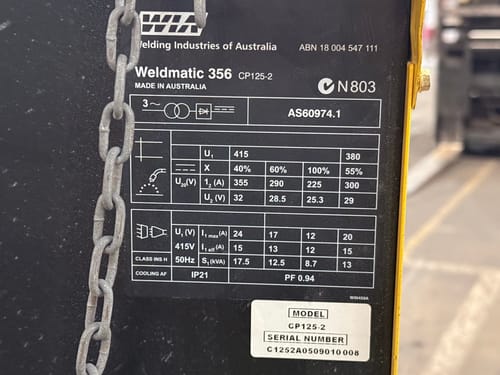 WIA
Welding Industries of Australia ABN 18 004 547 111
Weldmatic 356 CP125-2
MADE IN AUSTRALIA N803
3~ AS60974.1
U1 415 380
X 40% 60% 100% 55%
U20(V) I2 (A) 355 290 225 300
U2 (V) 32 28.5 25.3 29
U1 (V) I1 max (A) 24 17 12 20
415V I1 eff (A) 15 13 12 15
CLASS INS H 50Hz S1 (kVA) 17.5 12.5 8.7 13
COOLING AF IP21 PF 0.94
MODEL
CP125-2
SERIAL NUMBER
C1252A0509010008